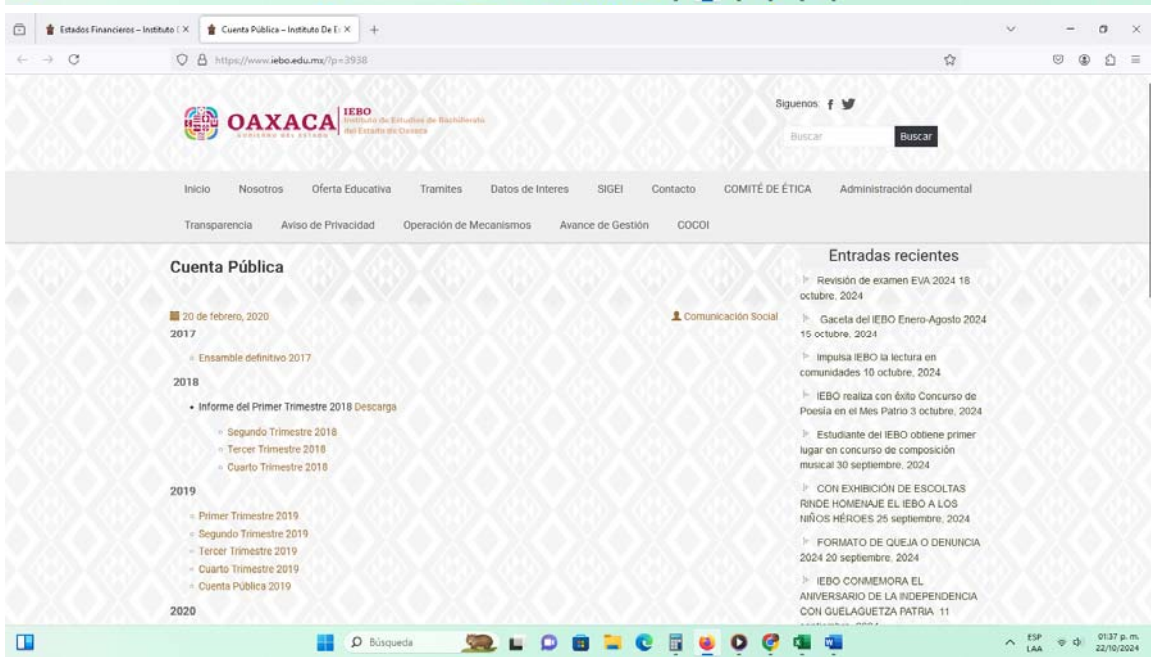 Estados Financieros – Instituto
Cuenta Pública – Instituto De E
https://www.iebo.edu.mx/?p=3938
OAXACA
GOBIERNO DEL ESTADO
IEBO
Instituto de Estudios de Bachillerato
del Estado de Oaxaca
Siguenos:
Buscar
Buscar
Inicio Nosotros Oferta Educativa Tramites Datos de Interes SIGEI Contacto COMITÉ DE ÉTICA Administración documental
Transparencia Aviso de Privacidad Operación de Mecanismos Avance de Gestión COCOI
Cuenta Pública
20 de febrero, 2020
Comunicación Social
2017
Ensamble definitivo 2017
2018
Informe del Primer Trimestre 2018 Descarga
Segundo Trimestre 2018
Tercer Trimestre 2018
Cuarto Trimestre 2018
2019
Primer Trimestre 2019
Segundo Trimestre 2019
Tercer Trimestre 2019
Cuarto Trimestre 2019
Cuenta Pública 2019
2020
Entradas recientes
Revisión de examen EVA 2024 18
octubre, 2024
Gaceta del IEBO Enero-Agosto 2024
15 octubre, 2024
Impulsa IEBO la lectura en
comunidades 10 octubre, 2024
IEBO realiza con éxito Concurso de
Poesía en el Mes Patrio 3 octubre, 2024
Estudiante del IEBO obtiene primer
lugar en concurso de composición
musical 30 septiembre, 2024
CON EXHIBICIÓN DE ESCOLTAS
RINDE HOMENAJE EL IEBO A LOS
NIÑOS HÉROES 25 septiembre, 2024
FORMATO DE QUEJA O DENUNCIA
2024 20 septiembre, 2024
IEBO CONMEMORA EL
ANIVERSARIO DE LA INDEPENDENCIA
CON GUELAGUETZA PATRIA 11
septiembre, 2024
Búsqueda
ESP
LAA
01:37 p. m.
22/10/2024